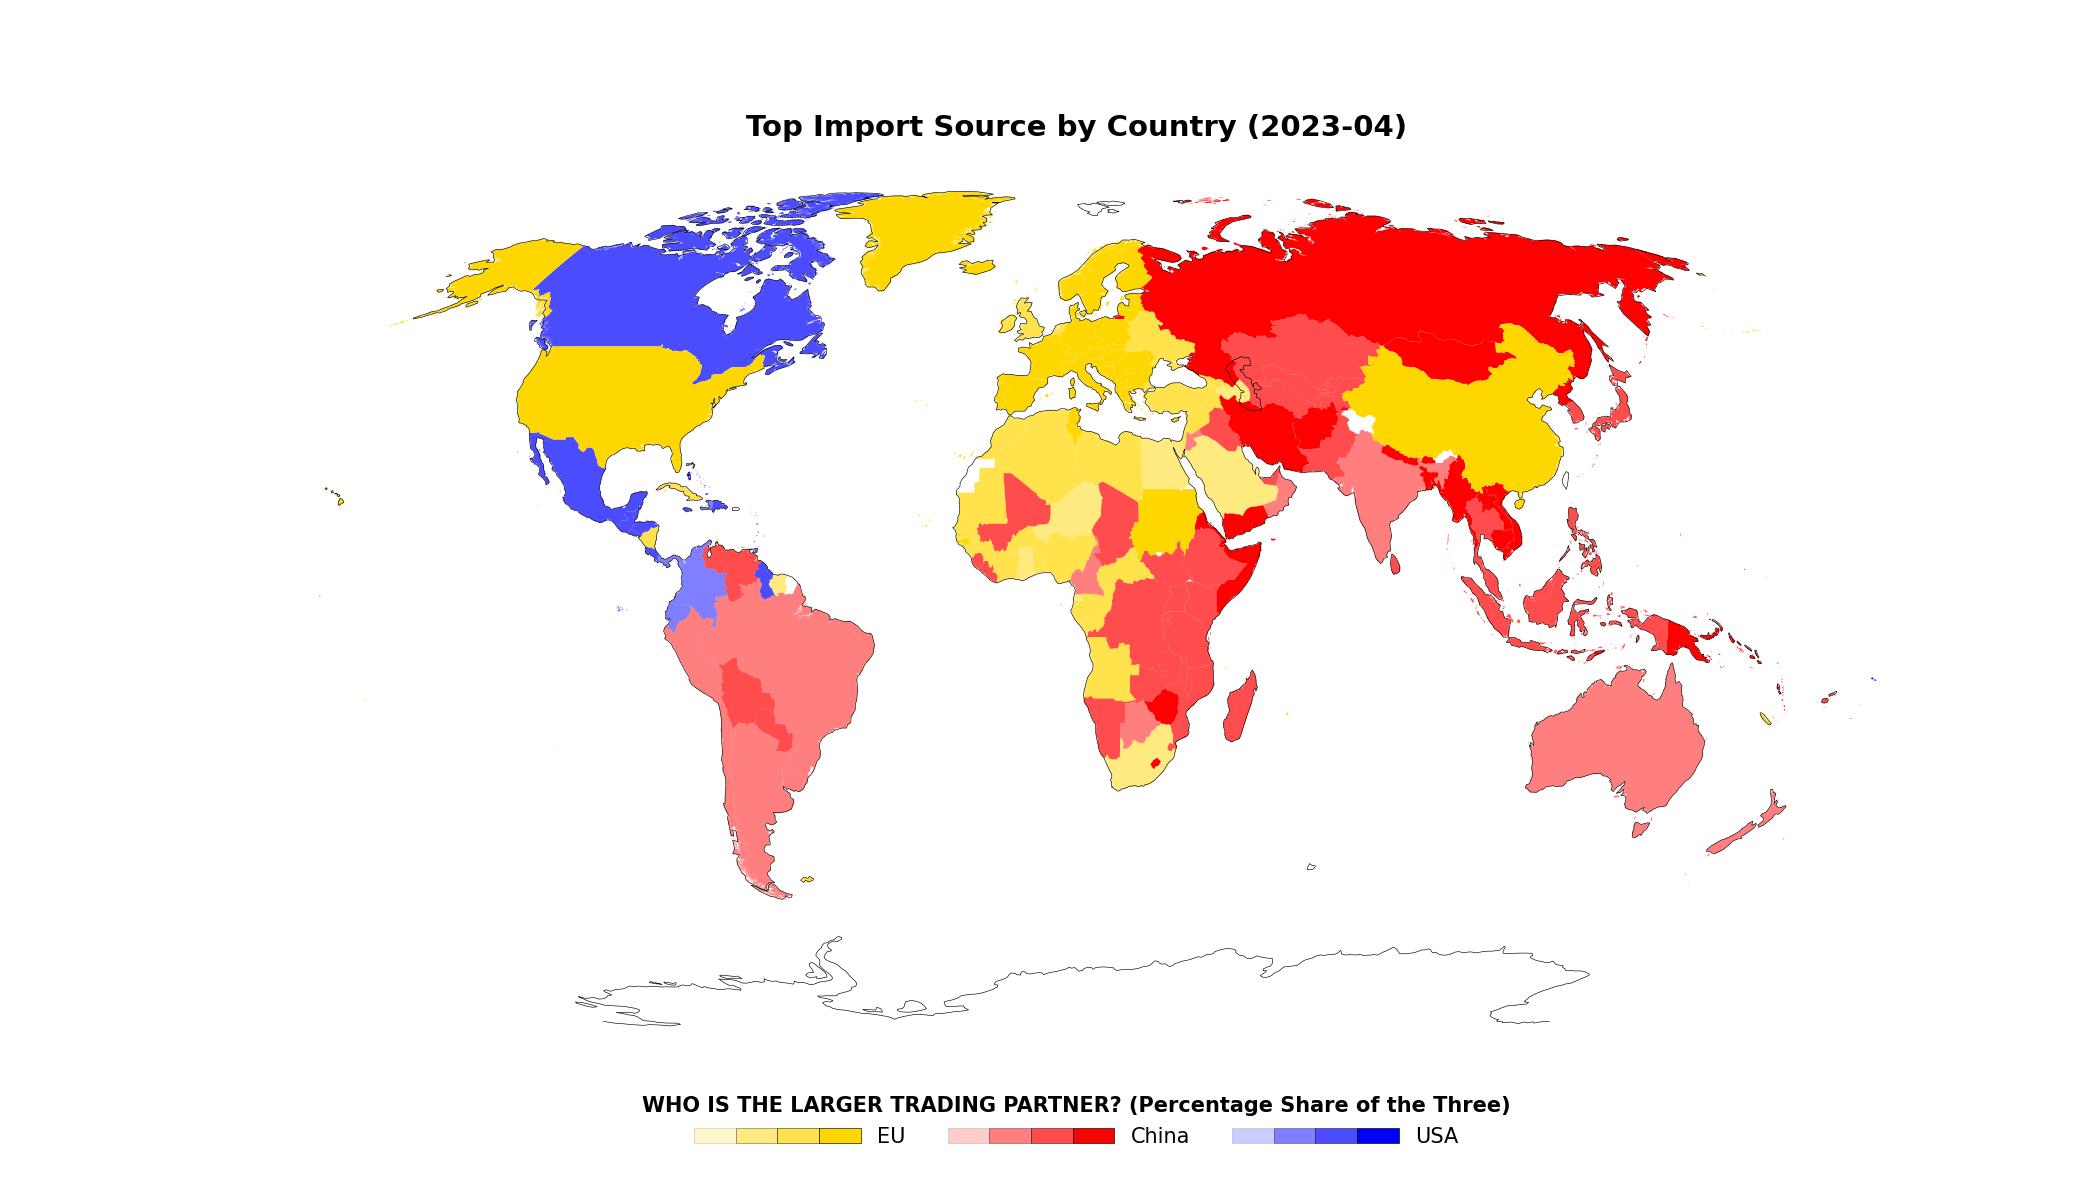 Top Import Source by Country (2023-04)
WHO IS THE LARGER TRADING PARTNER? (Percentage Share of the Three)
EU China USA